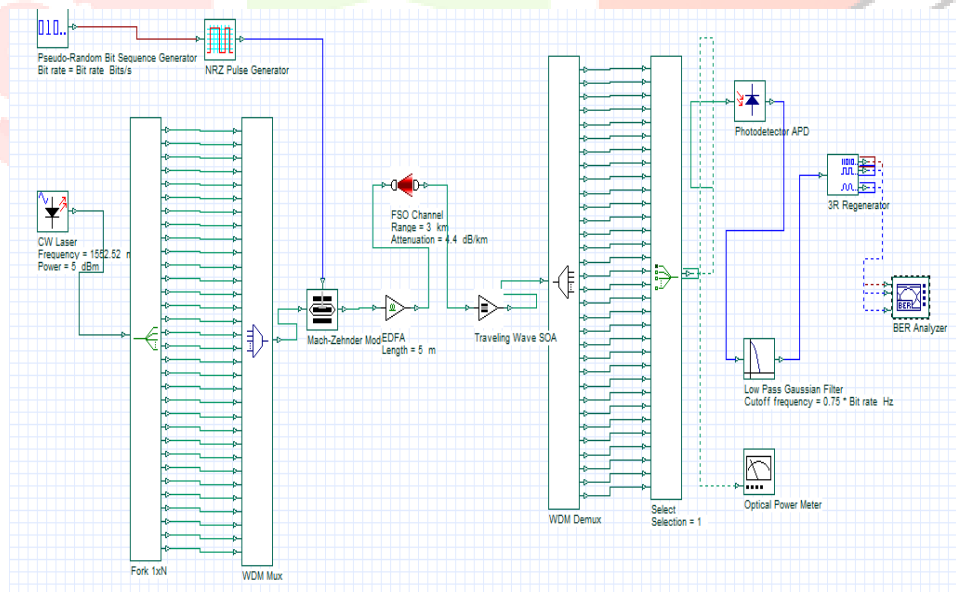 010..
Pseudo-Random Bit Sequence Generator
Bit rate = Bit rate Bits/s
NRZ Pulse Generator
CW Laser
Frequency = 1552.52 n
Power = 5 dBm
Fork 1xN
WDM Mux
Mach-Zehnder Mod
EDFA
Length = 5 m
FSO Channel
Range = 3 km
Attenuation = 4.4 dB/km
Traveling Wave SOA
WDM Demux
Select
Selection = 1
Photodetector APD
3R Regenerator
BER
BER Analyzer
Low Pass Gaussian Filter
Cutoff frequency = 0.75 * Bit rate Hz
Optical Power Meter